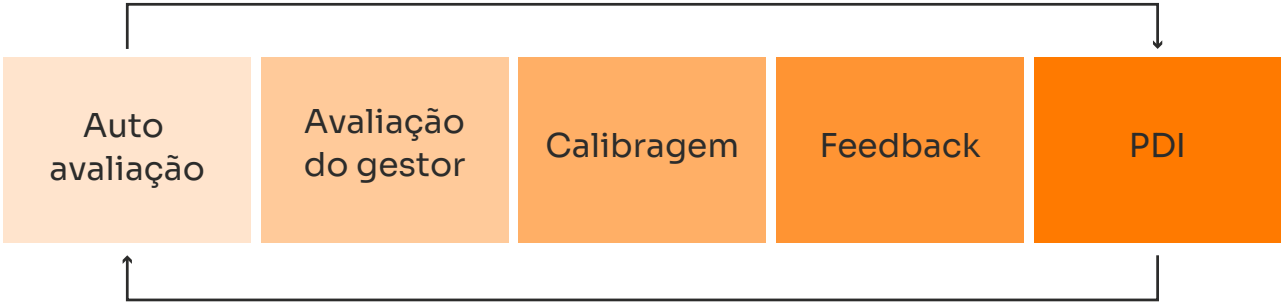 Auto
avaliação
Avaliação
do gestor
Calibragem
Feedback
PDI